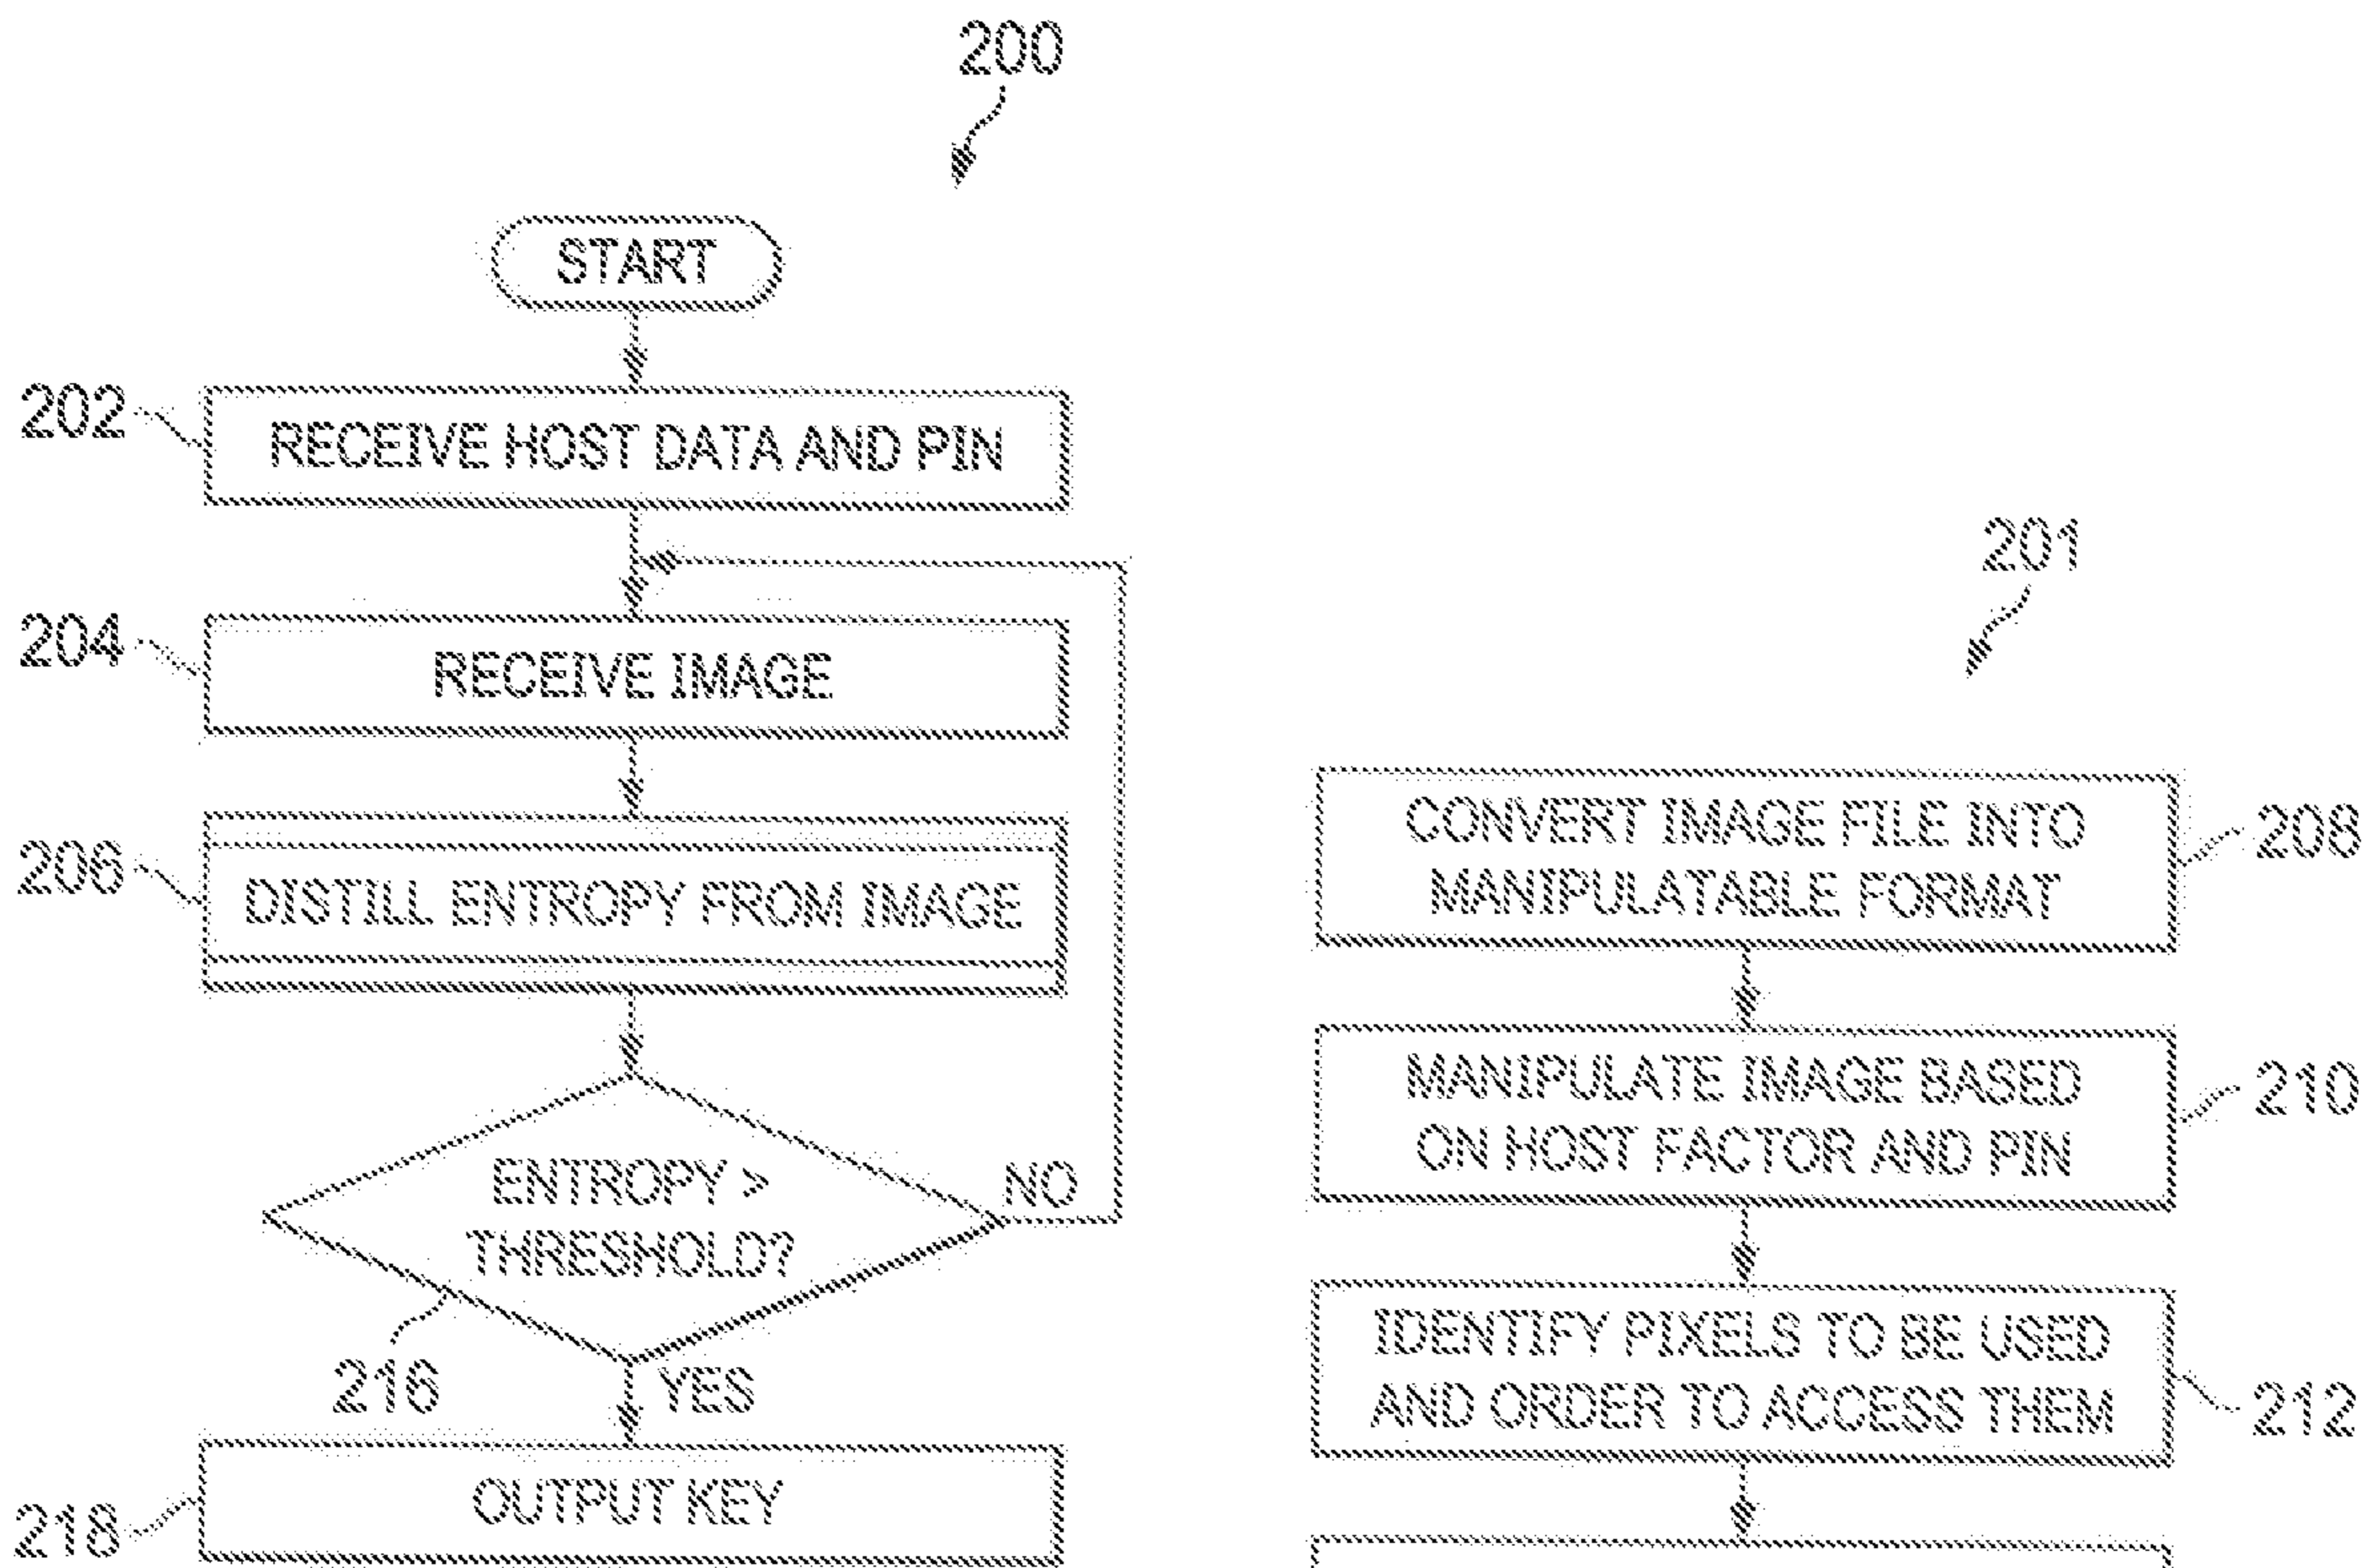 200
START
202
RECEIVE HOST DATA AND PIN
204
RECEIVE IMAGE
206
DISTILL ENTROPY FROM IMAGE
ENTROPY >
THRESHOLD?
NO
216
YES
218
OUTPUT KEY
201
CONVERT IMAGE FILE INTO
MANIPULATABLE FORMAT
208
MANIPULATE IMAGE BASED
ON HOST FACTOR AND PIN
210
IDENTIFY PIXELS TO BE USED
AND ORDER TO ACCESS THEM
212